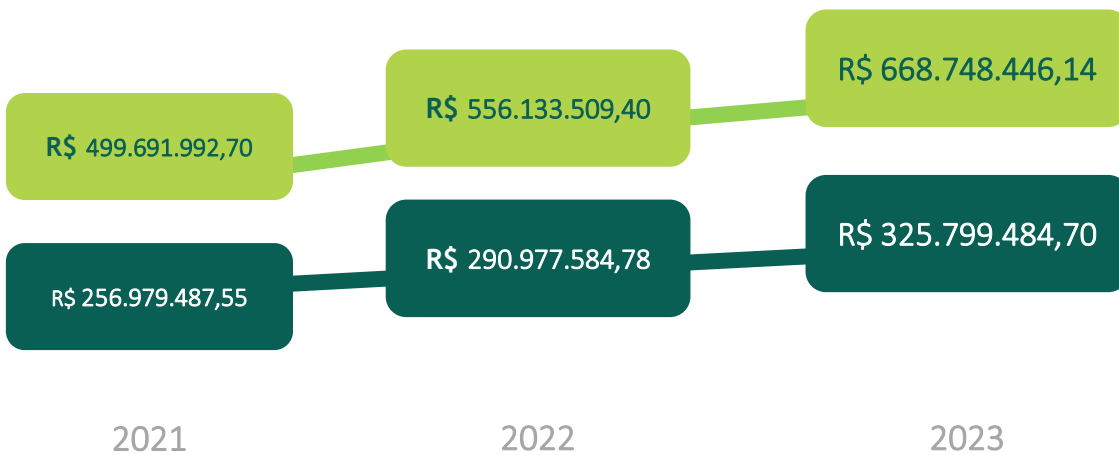 R$ 499.691.992,70
R$ 556.133.509,40
R$ 668.748.446,14
R$ 256.979.487,55
R$ 290.977.584,78
R$ 325.799.484,70
2021
2022
2023